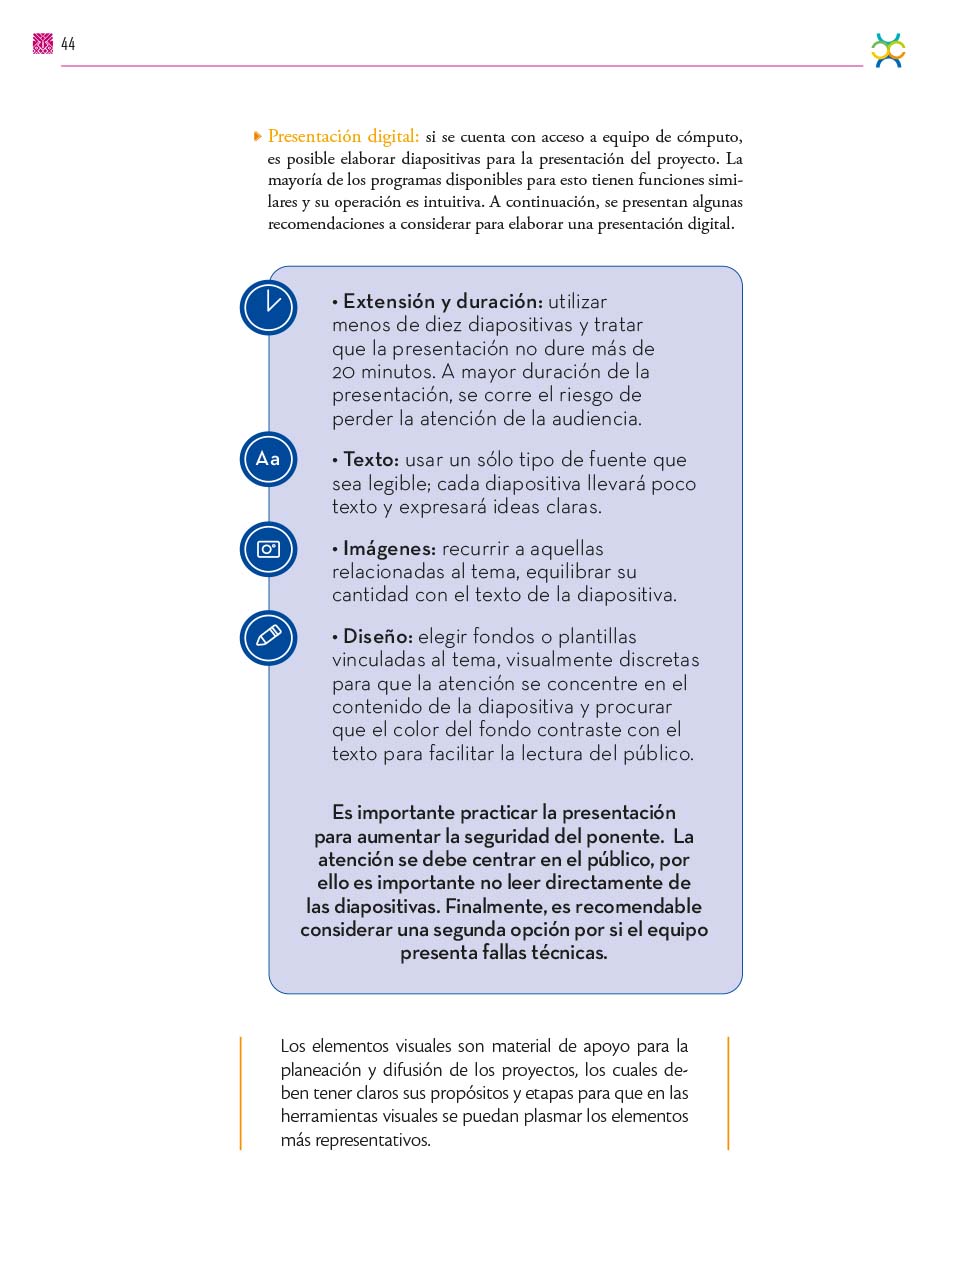 44
Presentación digital: si se cuenta con acceso a equipo de cómputo,
es posible elaborar diapositivas para la presentación del proyecto. La
mayoría de los programas disponibles para esto tienen funciones simi-
lares y su operación es intuitiva. A continuación, se presentan algunas
recomendaciones a considerar para elaborar una presentación digital.
• Extensión y duración: utilizar
menos de diez diapositivas y tratar
que la presentación no dure más de
20 minutos. A mayor duración de la
presentación, se corre el riesgo de
perder la atención de la audiencia.
Aa
• Texto: usar un sólo tipo de fuente que
sea legible; cada diapositiva llevará poco
texto y expresará ideas claras.
• Imágenes: recurrir a aquellas
relacionadas al tema, equilibrar su
cantidad con el texto de la diapositiva.
• Diseño: elegir fondos o plantillas
vinculadas al tema, visualmente discretas
para que la atención se concentre en el
contenido de la diapositiva y procurar
que el color del fondo contraste con el
texto para facilitar la lectura del público.
Es importante practicar la presentación
para aumentar la seguridad del ponente. La
atención se debe centrar en el público, por
ello es importante no leer directamente de
las diapositivas. Finalmente, es recomendable
considerar una segunda opción por si el equipo
presenta fallas técnicas.
Los elementos visuales son material de apoyo para la
planeación y difusión de los proyectos, los cuales de-
ben tener claros sus propósitos y etapas para que en las
herramientas visuales se puedan plasmar los elementos
más representativos.